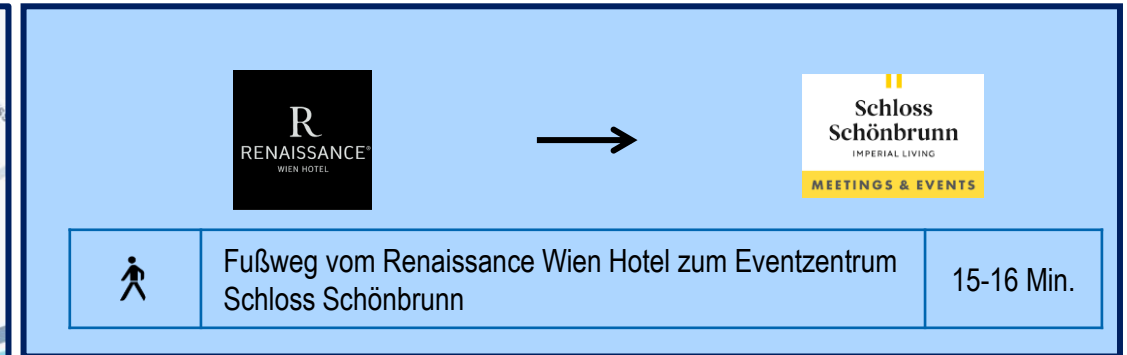 R
RENAISSANCE®
WIEN HOTEL
Schloss
Schönbrunn
IMPERIAL LIVING
MEETINGS & EVENTS
Fußweg vom Renaissance Wien Hotel zum Eventzentrum
Schloss Schönbrunn
15-16 Min.